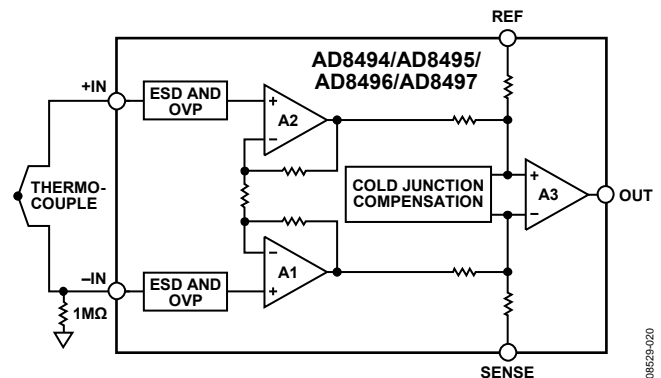 REF
AD8494/AD8495/
AD8496/AD8497
+IN
ESD AND
OVP
+
A2
–
THERMO-
COUPLE
COLD JUNCTION
COMPENSATION
+
A3
–
OUT
–
A1
+
–IN
ESD AND
OVP
1MΩ
SENSE
08529-020